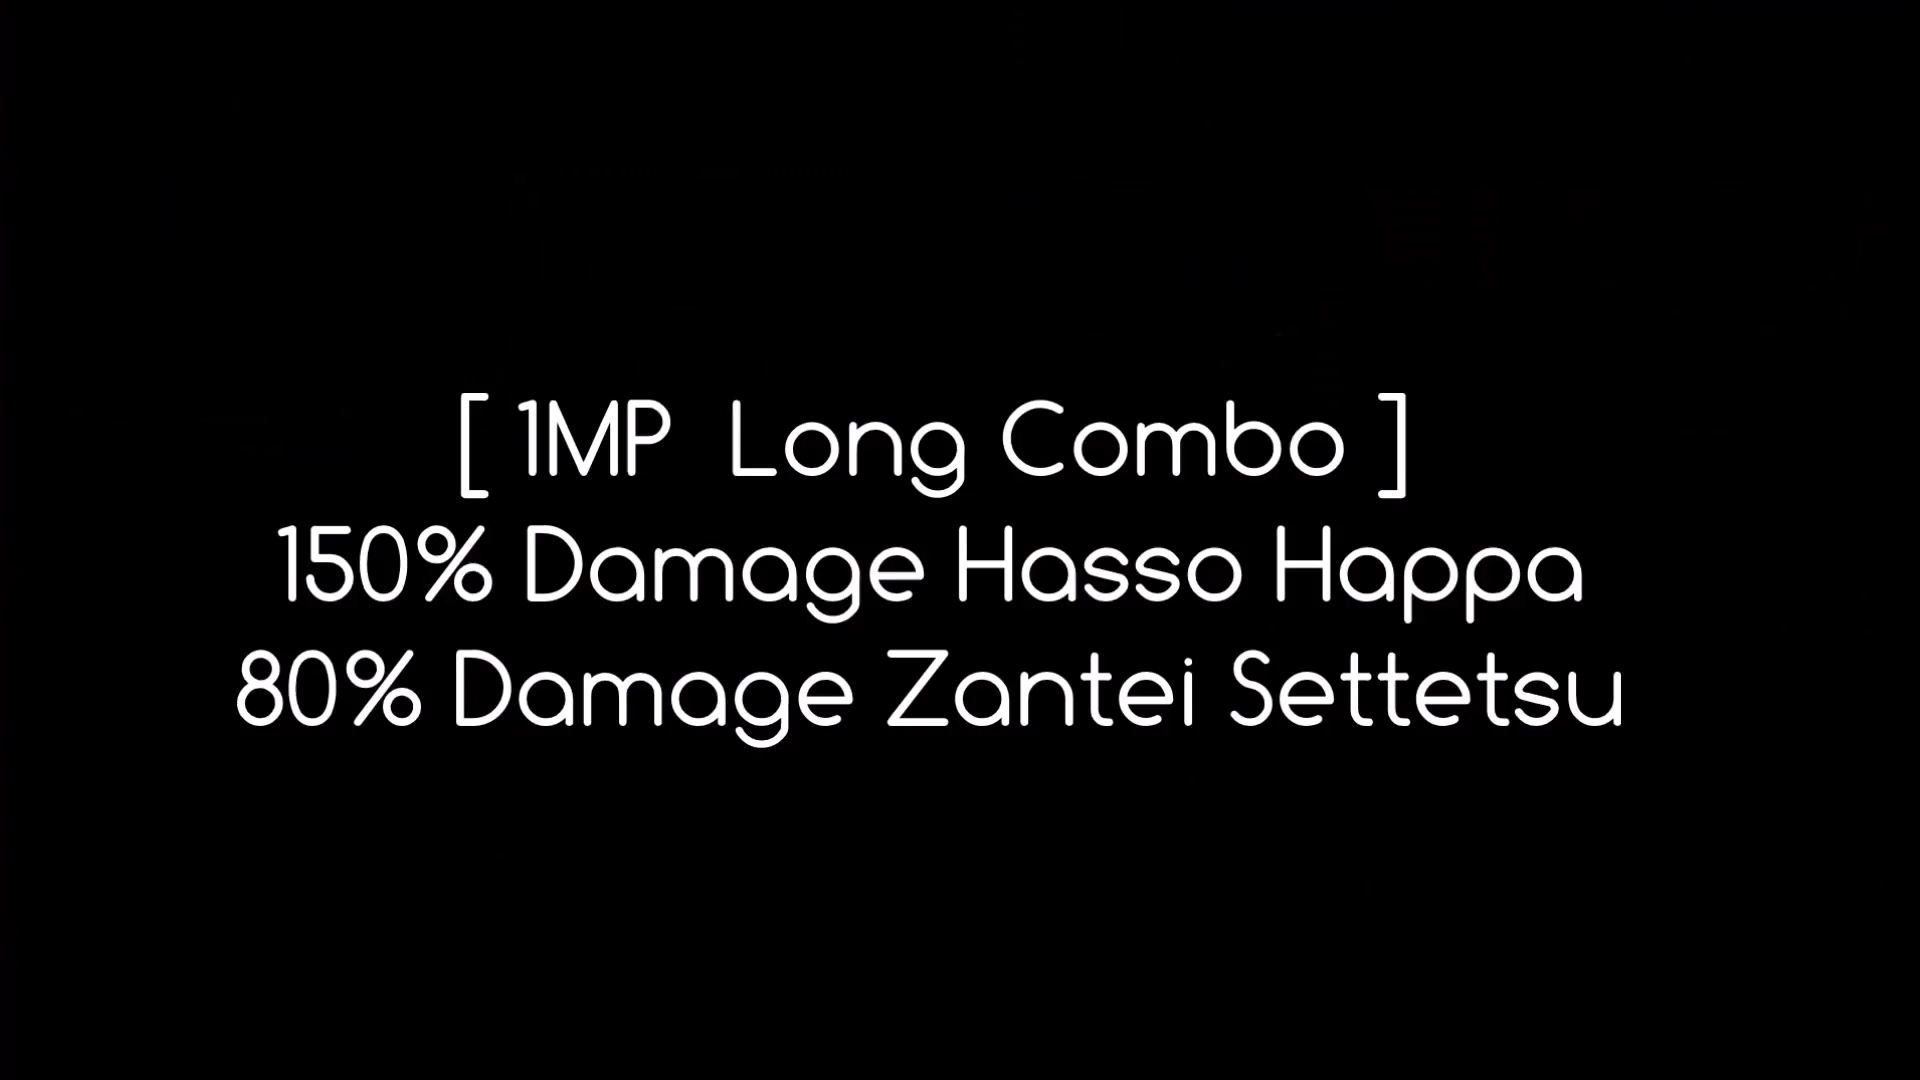 [ 1MP  Long Combo ]
150% Damage Hasso Happa
80% Damage Zantei Settetsu